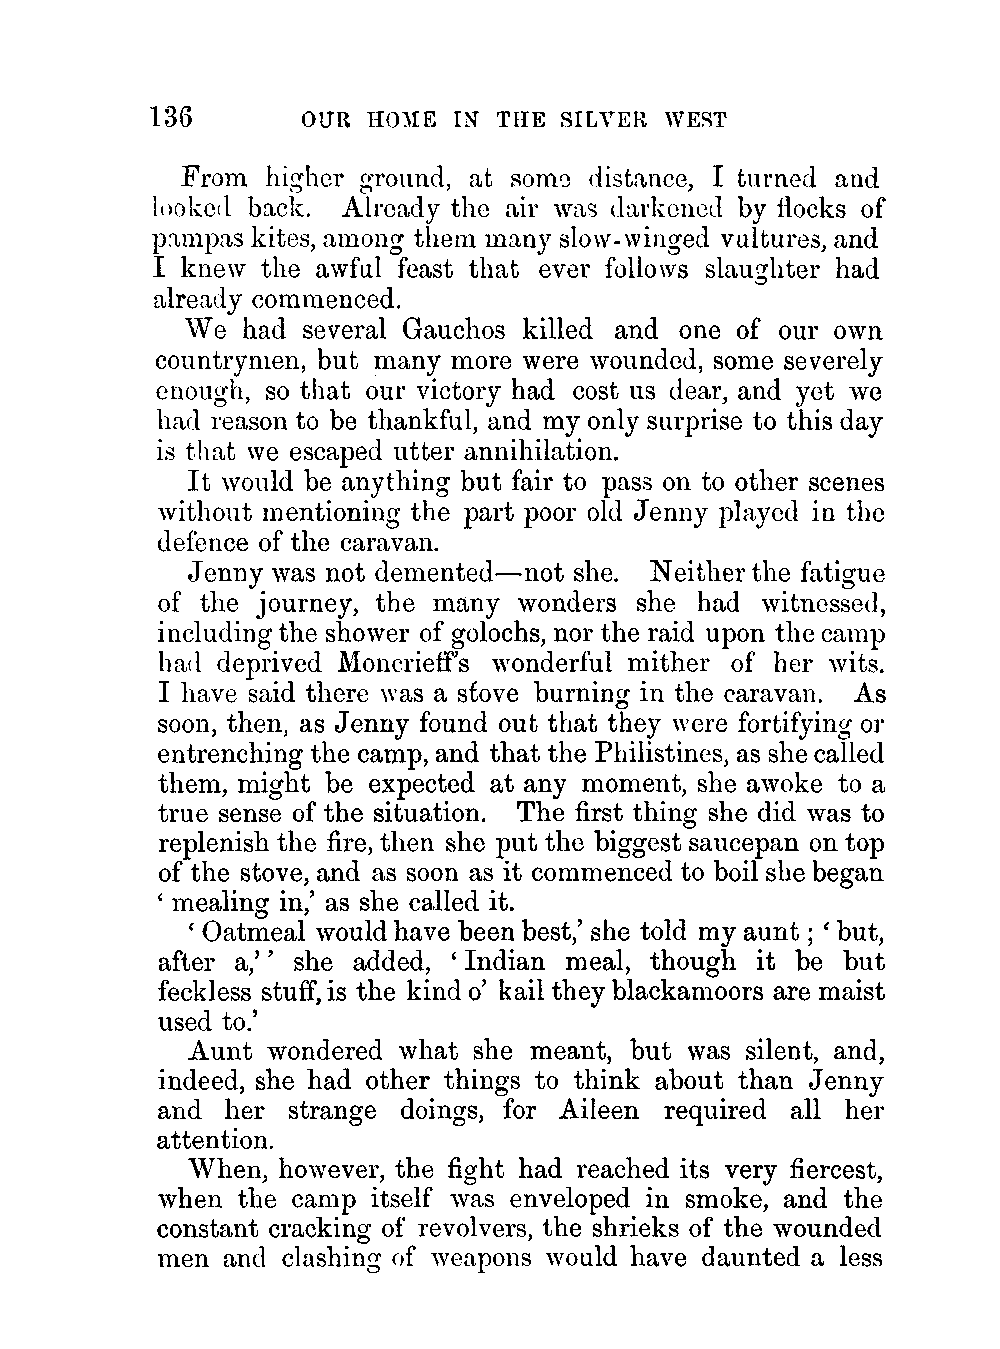 136 OUR HOME IN THE SILVER WEST
From higher ground, at some distance, I turned and
looked back. Already the air was darkened by flocks of
pampas kites, among them many slow-winged vultures, and
I knew the awful feast that ever follows slaughter had
already commenced.
We had several Gauchos killed and one of our own
countrymen, but many more were wounded, some severely
enough, so that our victory had cost us dear, and yet we
had reason to be thankful, and my only surprise to this day
is that we escaped utter annihilation.
It would be anything but fair to pass on to other scenes
without mentioning the part poor old Jenny played in the
defence of the caravan.
Jenny was not demented—not she. Neither the fatigue
of the journey, the many wonders she had witnessed,
including the shower of golochs, nor the raid upon the camp
had deprived Moncrieff's wonderful mither of her wits.
I have said there was a stove burning in the caravan. As
soon, then, as Jenny found out that they were fortifying or
entrenching the camp, and that the Philistines, as she called
them, might be expected at any moment, she awoke to a
true sense of the situation. The first thing she did was to
replenish the fire, then she put the biggest saucepan on top
of the stove, and as soon as it commenced to boil she began
‘ mealing in,’ as she called it.
‘ Oatmeal would have been best,’ she told my aunt ; ‘ but,
after a,’ ’ she added, ‘ Indian meal, though it be but
feckless stuff, is the kind o’ kail they blackamoors are maist
used to.’
Aunt wondered what she meant, but was silent, and,
indeed, she had other things to think about than Jenny
and her strange doings, for Aileen required all her
attention.
When, however, the fight had reached its very fiercest,
when the camp itself was enveloped in smoke, and the
constant cracking of revolvers, the shrieks of the wounded
men and clashing of weapons would have daunted a less